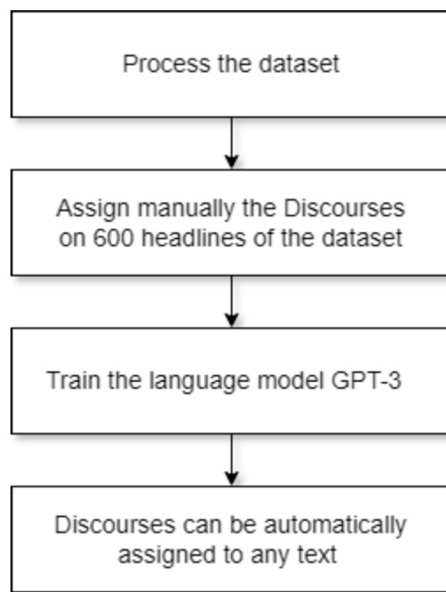 Process the dataset
Assign manually the Discourses
on 600 headlines of the dataset
Train the language model GPT-3
Discourses can be automatically
assigned to any text